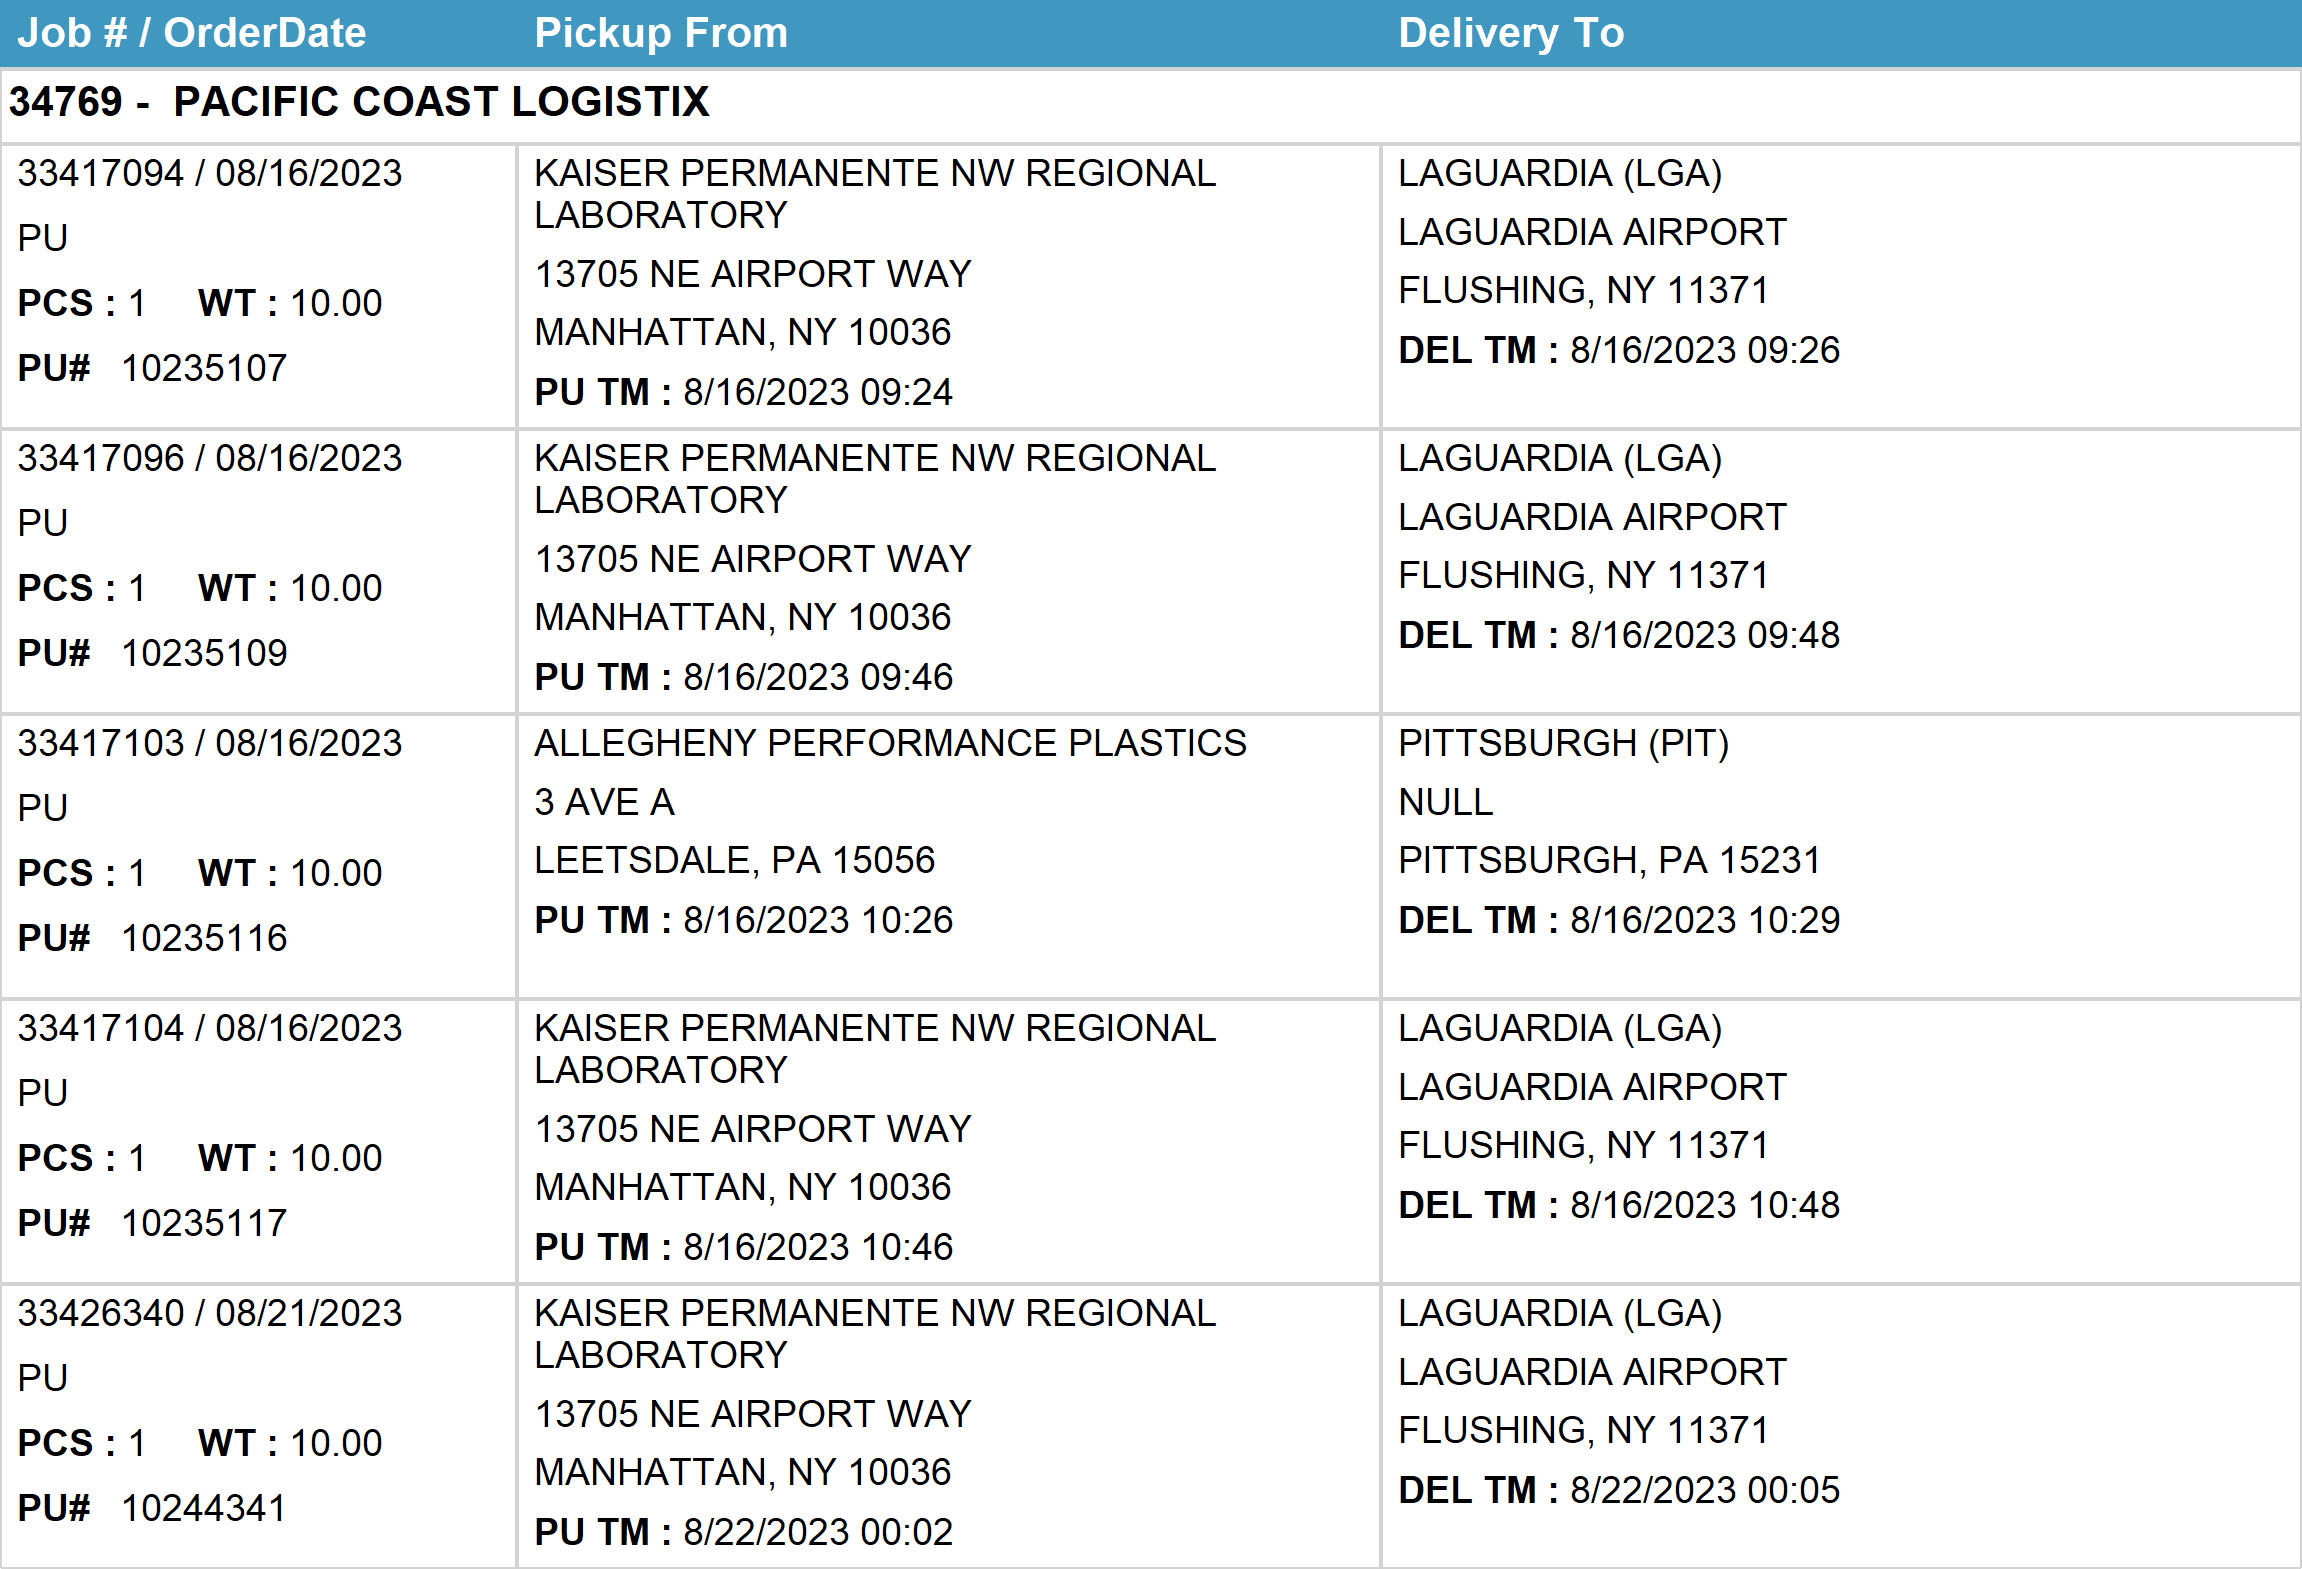 Job # / OrderDate Pickup From Delivery To
34769 - PACIFIC COAST LOGISTIX
33417094 / 08/16/2023
PU
PCS : 1 WT : 10.00
PU# 10235107
KAISER PERMANENTE NW REGIONAL
LABORATORY
13705 NE AIRPORT WAY
MANHATTAN, NY 10036
PU TM : 8/16/2023 09:24
LAGUARDIA (LGA)
LAGUARDIA AIRPORT
FLUSHING, NY 11371
DEL TM : 8/16/2023 09:26
33417096 / 08/16/2023
PU
PCS : 1 WT : 10.00
PU# 10235109
KAISER PERMANENTE NW REGIONAL
LABORATORY
13705 NE AIRPORT WAY
MANHATTAN, NY 10036
PU TM : 8/16/2023 09:46
LAGUARDIA (LGA)
LAGUARDIA AIRPORT
FLUSHING, NY 11371
DEL TM : 8/16/2023 09:48
33417103 / 08/16/2023
PU
PCS : 1 WT : 10.00
PU# 10235116
ALLEGHENY PERFORMANCE PLASTICS
3 AVE A
LEETSDALE, PA 15056
PU TM : 8/16/2023 10:26
PITTSBURGH (PIT)
NULL
PITTSBURGH, PA 15231
DEL TM : 8/16/2023 10:29
33417104 / 08/16/2023
PU
PCS : 1 WT : 10.00
PU# 10235117
KAISER PERMANENTE NW REGIONAL
LABORATORY
13705 NE AIRPORT WAY
MANHATTAN, NY 10036
PU TM : 8/16/2023 10:46
LAGUARDIA (LGA)
LAGUARDIA AIRPORT
FLUSHING, NY 11371
DEL TM : 8/16/2023 10:48
33426340 / 08/21/2023
PU
PCS : 1 WT : 10.00
PU# 10244341
KAISER PERMANENTE NW REGIONAL
LABORATORY
13705 NE AIRPORT WAY
MANHATTAN, NY 10036
PU TM : 8/22/2023 00:02
LAGUARDIA (LGA)
LAGUARDIA AIRPORT
FLUSHING, NY 11371
DEL TM : 8/22/2023 00:05